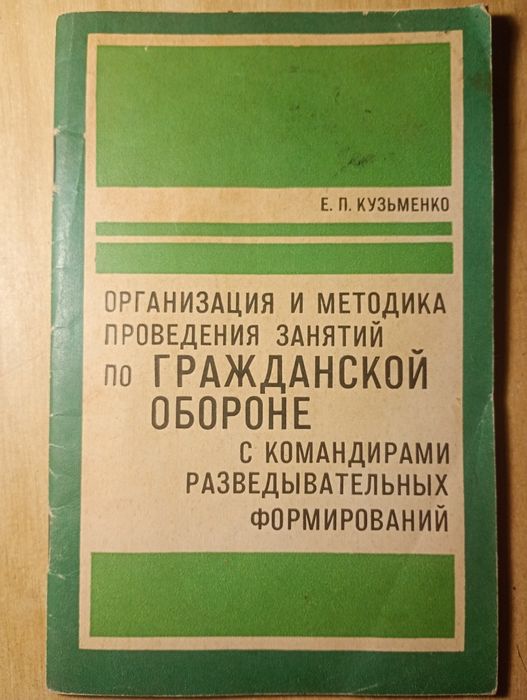 Е. П. КУЗЬМЕНКО
ОРГАНИЗАЦИЯ И МЕТОДИКА
ПРОВЕДЕНИЯ ЗАНЯТИЙ
ПО ГРАЖДАНСКОЙ
ОБОРОНЕ
С КОМАНДИРАМИ
РАЗВЕДЫВАТЕЛЬНЫХ
ФОРМИРОВАНИЙ